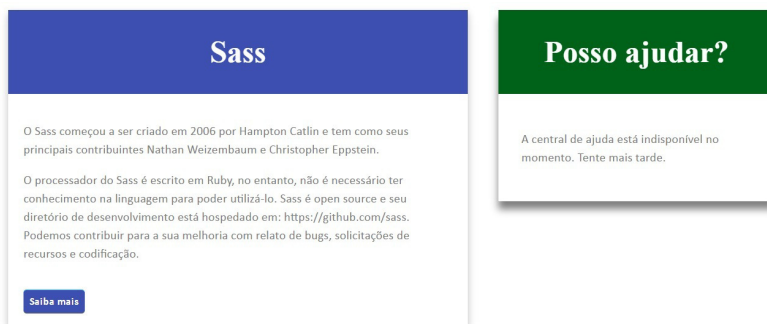 Sass
O Sass começou a ser criado em 2006 por Hampton Catlin e tem como seus
principais contribuintes Nathan Weizembaum e Christopher Eppstein.
O processador do Sass é escrito em Ruby, no entanto, não é necessário ter
conhecimento na linguagem para poder utilizá-lo. Sass é open source e seu
diretório de desenvolvimento está hospedado em: https://github.com/sass.
Podemos contribuir para a sua melhoria com relato de bugs, solicitações de
recursos e codificação.
Saiba mais
Posso ajudar?
A central de ajuda está indisponível no
momento. Tente mais tarde.